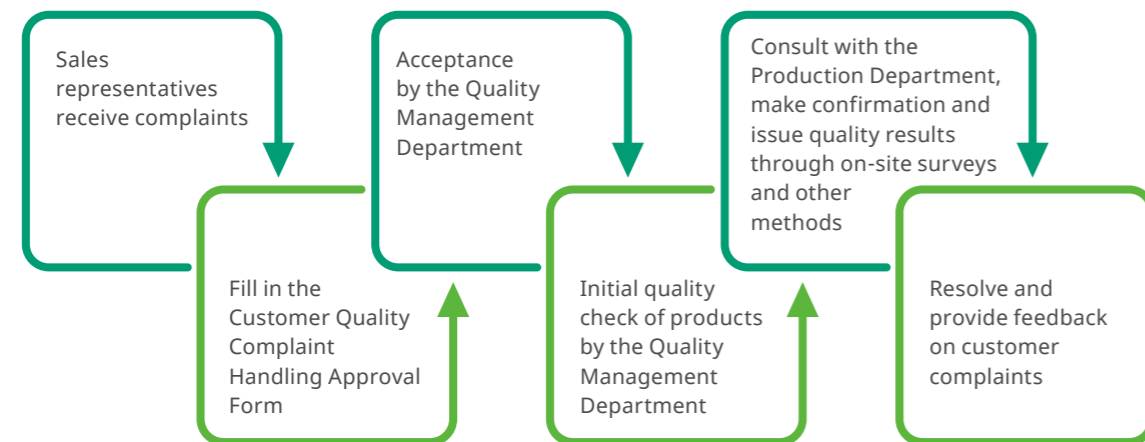 Sales
representatives
receive complaints
Fill in the
Customer Quality
Complaint
Handling Approval
Form
Acceptance
by the Quality
Management
Department
Initial quality
check of products
by the Quality
Management
Department
Consult with the
Production Department,
make confirmation and
issue quality results
through on-site surveys
and other
methods
Resolve and
provide feedback
on customer
complaints